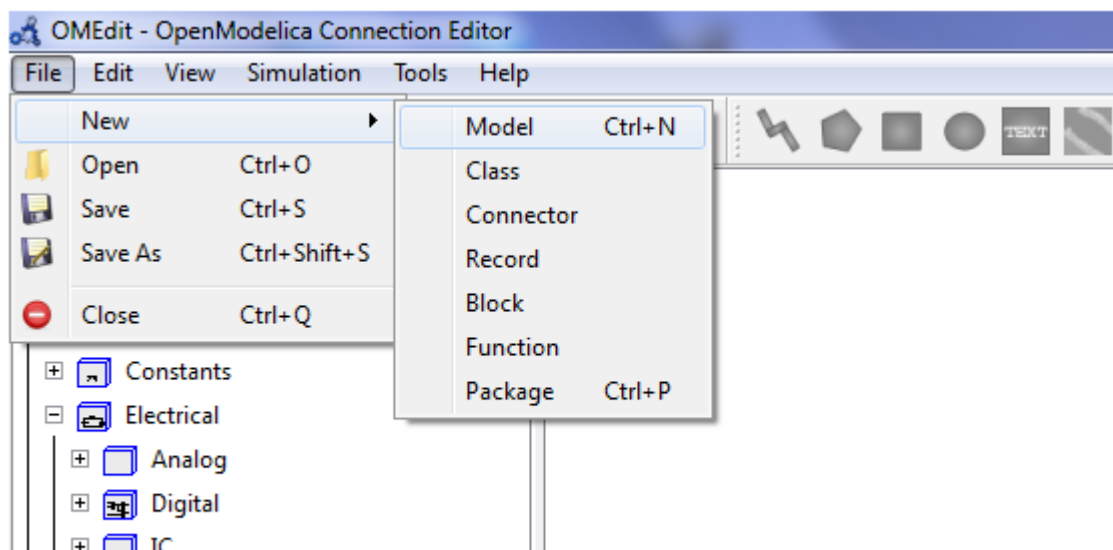 OMEdit - OpenModelica Connection Editor
File Edit View Simulation Tools Help
New
Open Ctrl+O
Save Ctrl+S
Save As Ctrl+Shift+S
Close Ctrl+Q
Model Ctrl+N
Class
Connector
Record
Block
Function
Package Ctrl+P
TEXT
Constants
Electrical
Analog
Digital
IC